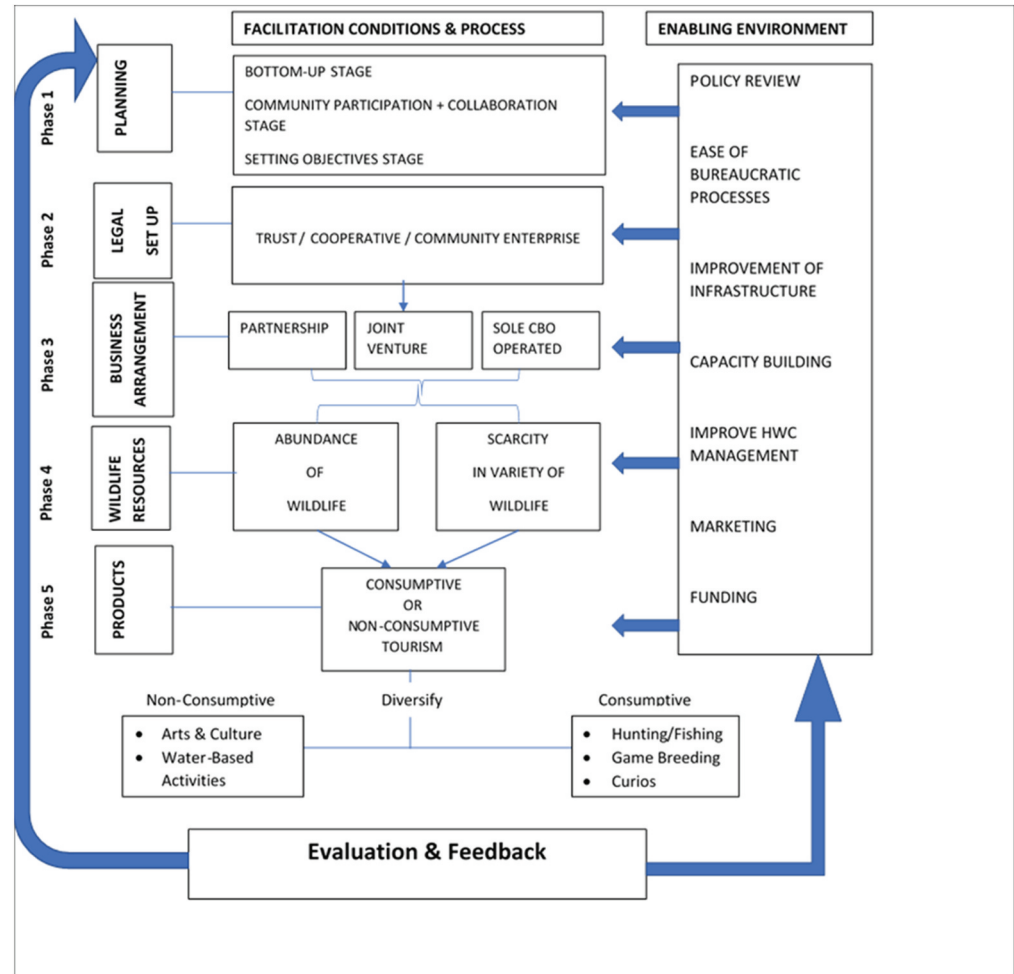 FACILITATION CONDITIONS & PROCESS
ENABLING ENVIRONMENT
Phase 1
PLANNING
BOTTOM-UP STAGE
COMMUNITY PARTICIPATION + COLLABORATION
STAGE
SETTING OBJECTIVES STAGE
Phase 2
LEGAL
SET UP
TRUST / COOPERATIVE / COMMUNITY ENTERPRISE
Phase 3
BUSINESS
ARRANGEMENT
PARTNERSHIP
JOINT
VENTURE
SOLE CBO
OPERATED
Phase 4
WILDLIFE
RESOURCES
ABUNDANCE
OF
WILDLIFE
SCARCITY
IN VARIETY OF
WILDLIFE
Phase 5
PRODUCTS
CONSUMPTIVE
OR
NON-CONSUMPTIVE
TOURISM
POLICY REVIEW
EASE OF
BUREAUCRATIC
PROCESSES
IMPROVEMENT OF
INFRASTRUCTURE
CAPACITY BUILDING
IMPROVE HWC
MANAGEMENT
MARKETING
FUNDING
Non-Consumptive
Diversify
Consumptive
• Arts & Culture
• Water-Based
Activities
• Hunting/Fishing
• Game Breeding
• Curios
Evaluation & Feedback